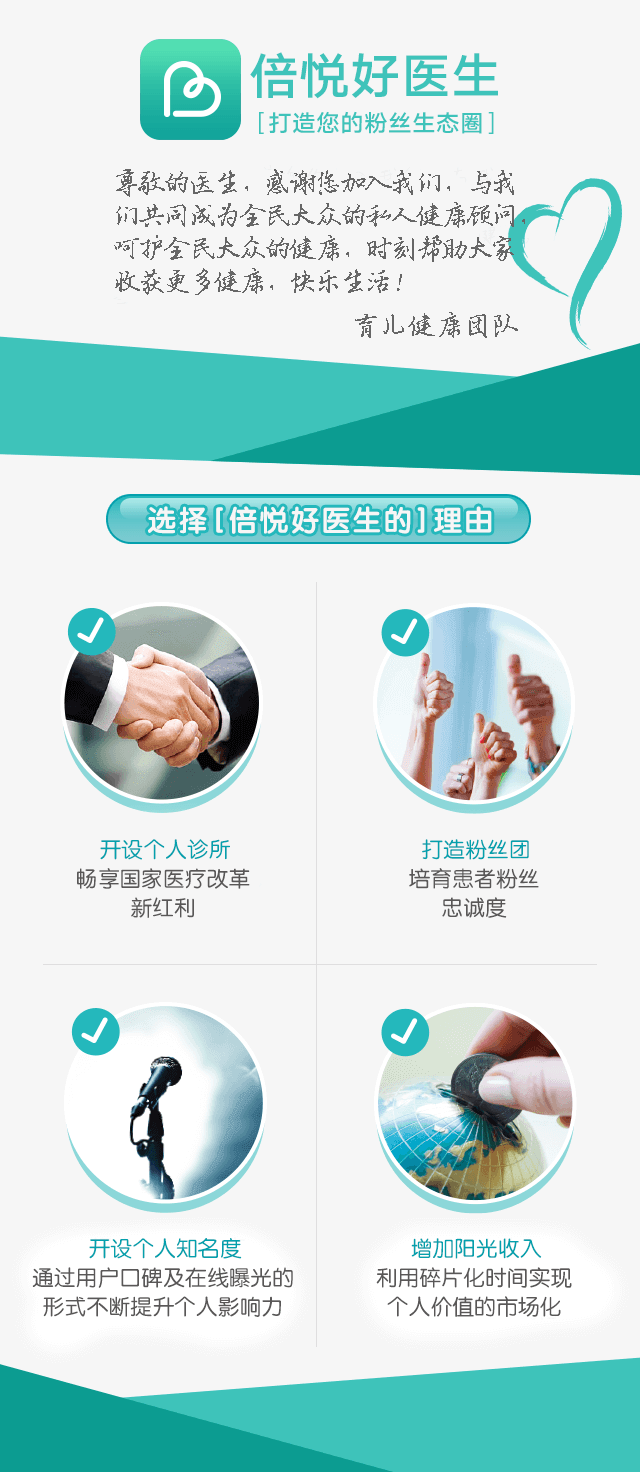 倍悦好医生
[打造您的粉丝生态圈]
尊敬的医生，感谢您加入我们，与我
们共同成为全民大众的私人健康顾问，
呵护全民大众的健康，时刻帮助大家
收获更多健康，快乐生活！
育儿健康团队
选择[倍悦好医生的]理由
开设个人诊所
畅享国家医疗改革
新红利
打造粉丝团
培育患者粉丝
忠诚度
开设个人知名度
通过用户口碑及在线曝光的
形式不断提升个人影响力
增加阳光收入
利用碎片化时间实现
个人价值的市场化